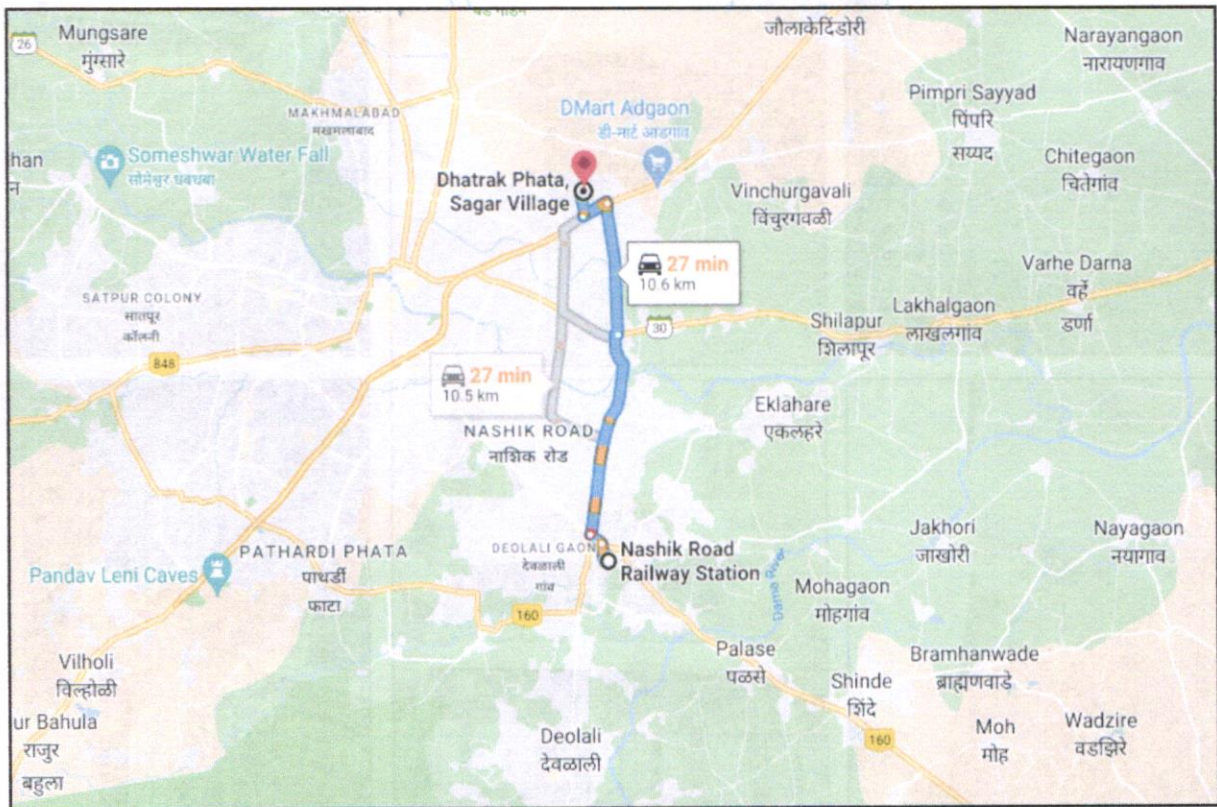 26
Mungsare
मुंगसारे
जौलाकेदिंडोरी
Narayangaon
नारायणगाव
MAKHMALABAD
मखमलाबाद
DMart Adgaon
डी-मार्ट आडगाव
Pimpri Sayyad
पिंपरि
सय्यद
han
न
Someshwar Water Fall
सोमेश्वर धबधबा
Chitegaon
चितेगांव
Dhatrak Phata,
Sagar Village
Vinchurgavali
विंचुरगवळी
27 min
10.6 km
Varhe Darna
वर्हे
डर्णा
SATPUR COLONY
सातपूर
कॉलनी
30
Shilapur
शिलापूर
Lakhalgaon
लाखलगांव
848
27 min
10.5 km
Eklahare
एकलहरे
NASHIK ROAD
नाशिक रोड
Jakhori
जाखोरी
Nayagaon
नयागाव
PATHARDI PHATA
पाथर्डी
फाटा
DEOLALI GAON
देवळाली
गांव
Nashik Road
Railway Station
Pandav Leni Caves
Darna River
Mohagaon
मोहगांव
160
Vilholi
विल्होळी
Palase
पळसे
Bramhanwade
ब्राह्मणवाडे
Shinde
शिंदे
ur Bahula
राजुर
बहुला
Deolali
देवळाली
160
Moh
मोह
Wadzire
वडझिरे